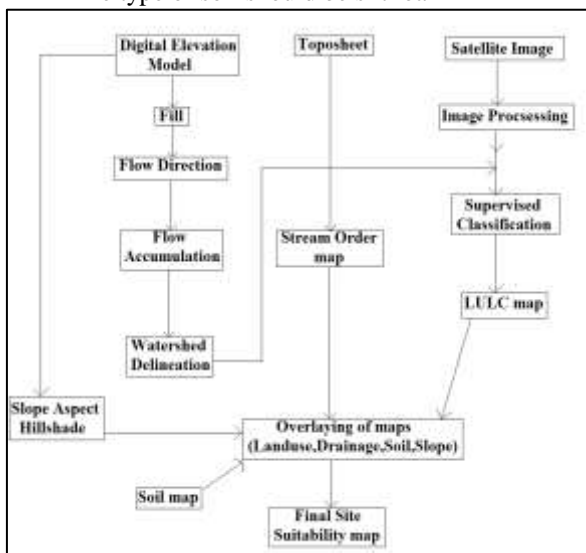 Digital Elevation
Model
Toposheet
Satellite Image
Fill
Image Procsessing
Flow Direction
Supervised
Classification
Flow
Accumulation
Stream Order
map
LULC map
Watershed
Delineation
Slope Aspect
Hillshade
Overlaying of maps
(Landuse,Drainage,Soil,Slope)
Soil map
Final Site
Suitability map